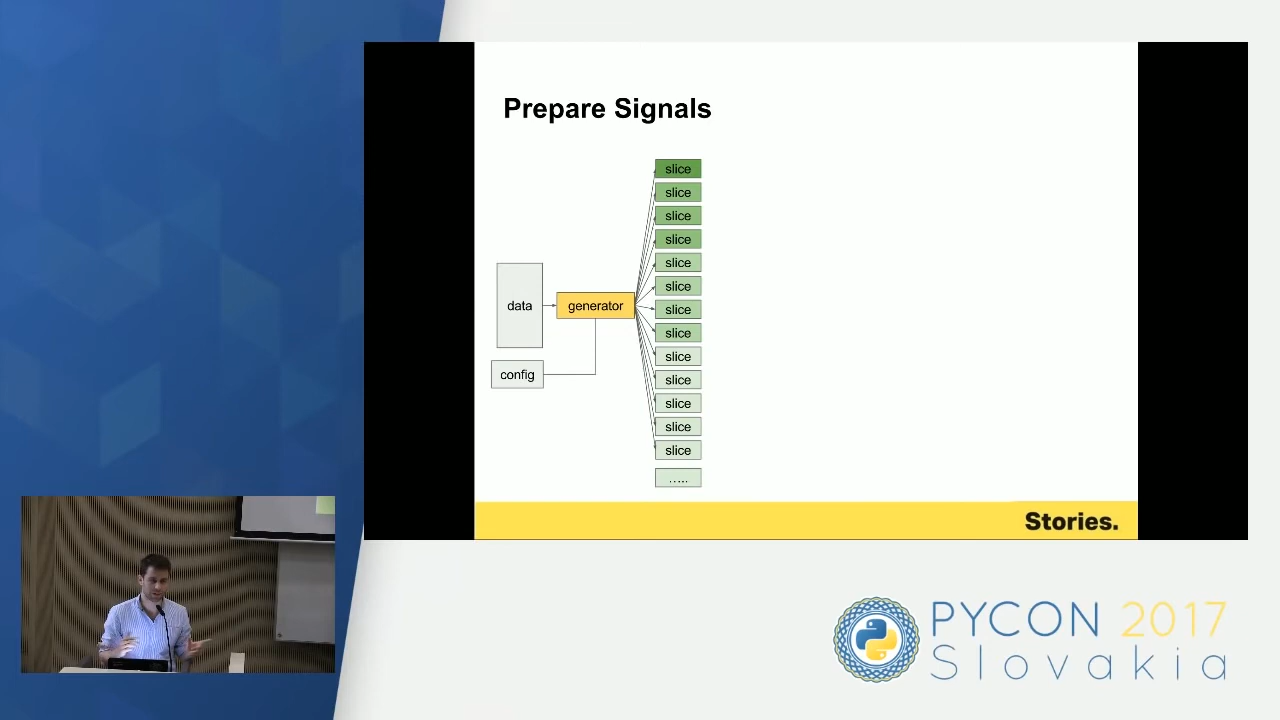 Prepare Signals
slice
slice
slice
slice
slice
slice
slice
slice
slice
slice
slice
slice
slice
.....
data
generator
config
Stories.
PYCON 2017
Slovakia